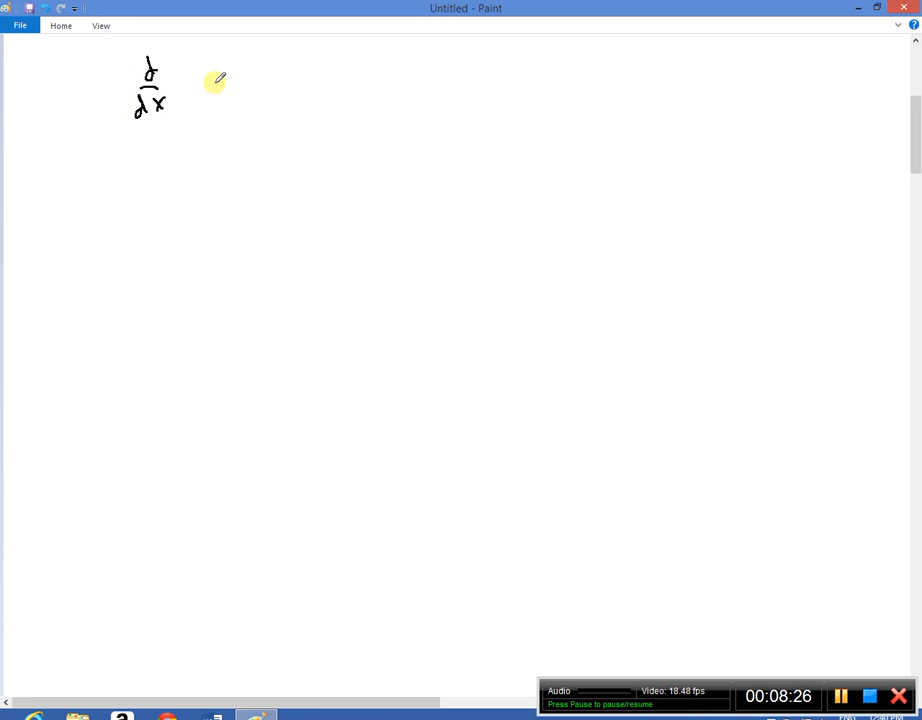 Untitled - Paint
File Home View
d
dx
Audio Video: 18.48 fps 00:08:26
Press Pause to pause/resume